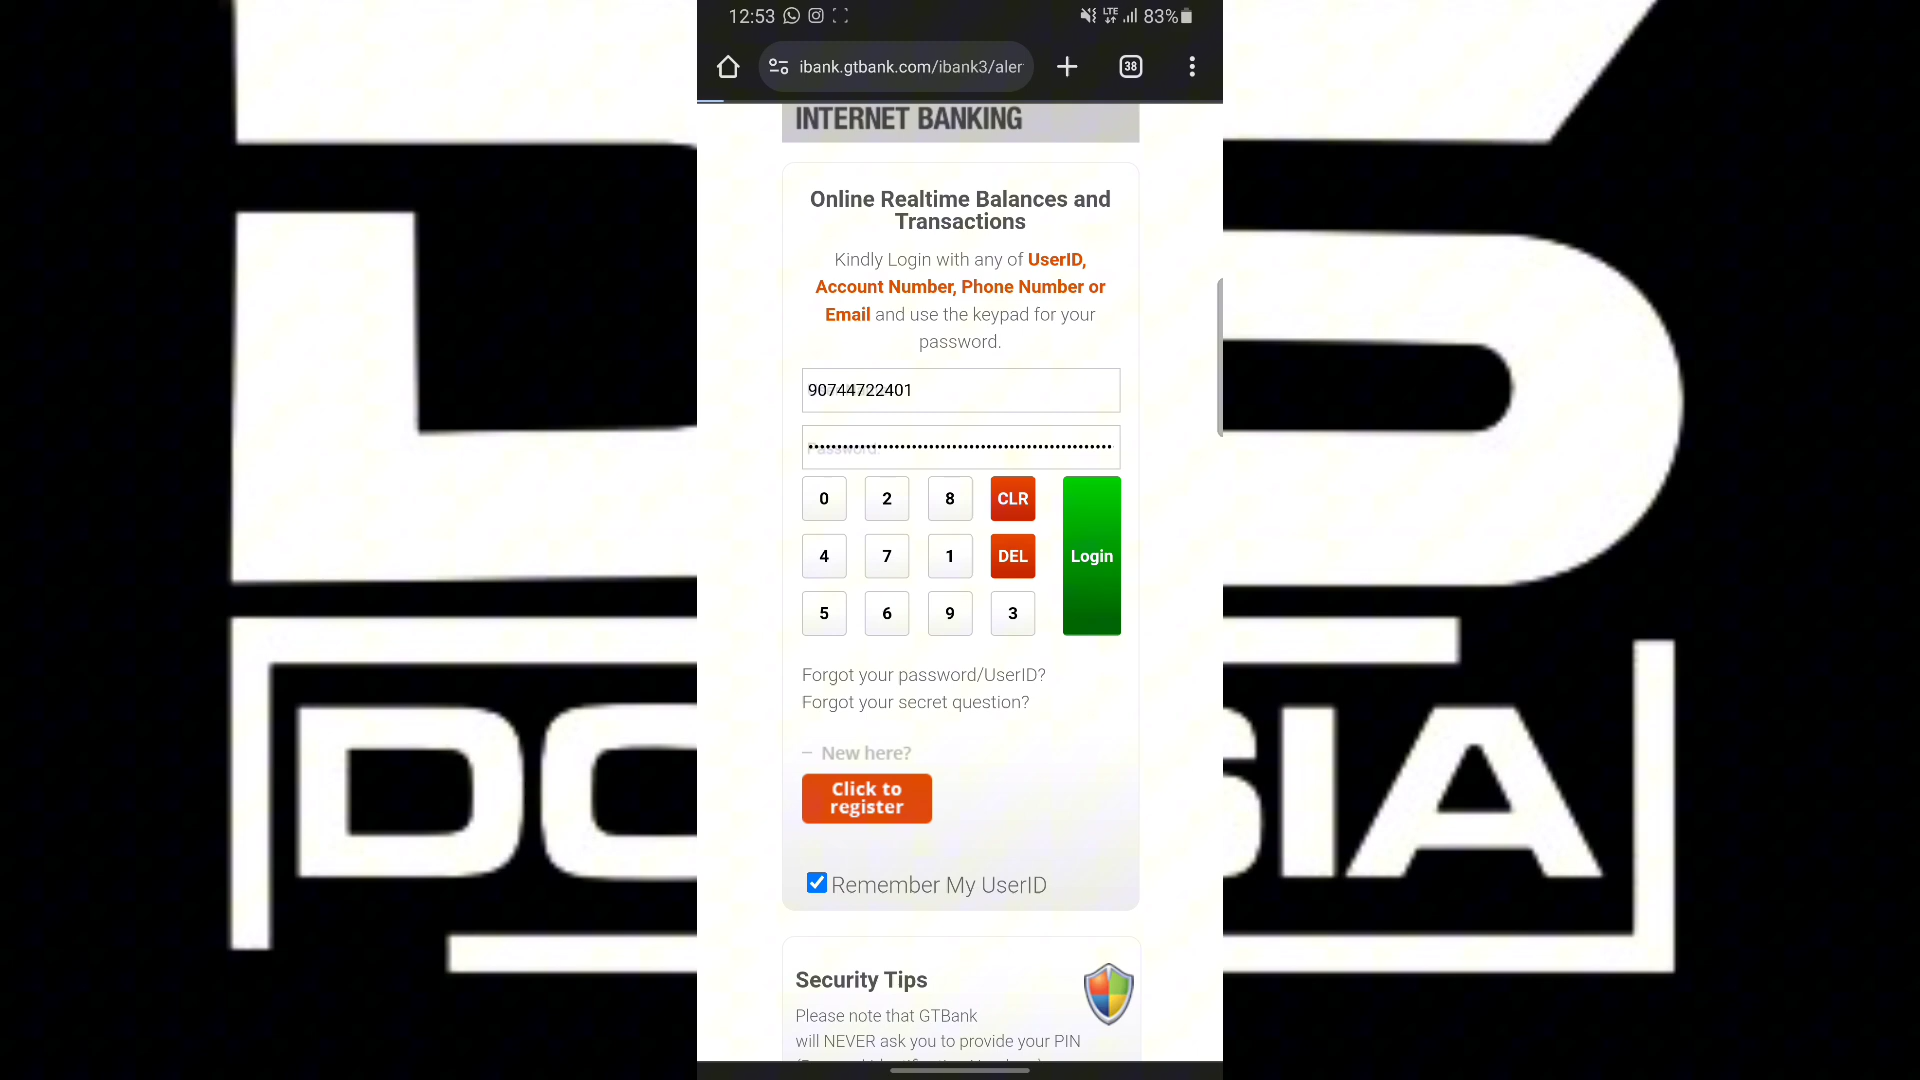 12:53
LTE
83%
ibank.gtbank.com/ibank3/aler
38
INTERNET BANKING
Online Realtime Balances and
Transactions
Kindly Login with any of UserID,
Account Number, Phone Number or
Email and use the keypad for your
password.
90744722401
Password:
0 2 8 CLR
4 7 1 DEL Login
5 6 9 3
Forgot your password/UserID?
Forgot your secret question?
New here?
Click to
register
Remember My UserID
Security Tips
Please note that GTBank
will NEVER ask you to provide your PIN